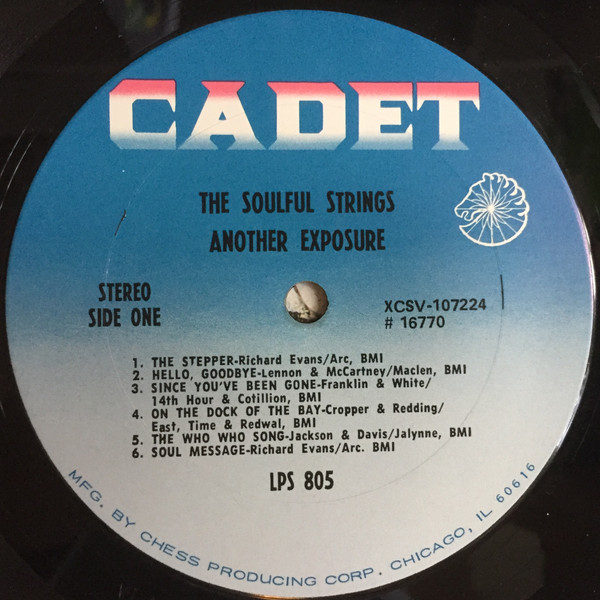 CADET
THE SOULFUL STRINGS
ANOTHER EXPOSURE
STEREO
SIDE ONE
XCSV-107224
# 16770
1. THE STEPPER-Richard Evans/Arc, BMI
2. HELLO, GOODBYE-Lennon & McCartney/Maclen, BMI
3. SINCE YOU'VE BEEN GONE-Franklin & White/
14th Hour & Cotillion, BMI
4. ON THE DOCK OF THE BAY-Cropper & Redding/
East, Time & Redwal, BMI
5. THE WHO WHO SONG-Jackson & Davis/Jalynne, BMI
6. SOUL MESSAGE-Richard Evans/Arc. BMI
LPS 805
MFG. BY CHESS PRODUCING CORP. CHICAGO, IL 60616